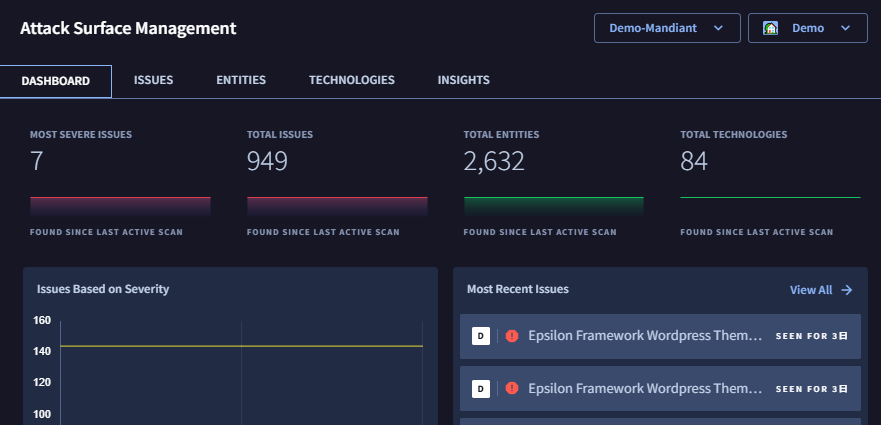 Attack Surface Management
Demo-Mandiant
Demo
DASHBOARD
ISSUES
ENTITIES
TECHNOLOGIES
INSIGHTS
MOST SEVERE ISSUES
7
FOUND SINCE LAST ACTIVE SCAN
TOTAL ISSUES
949
FOUND SINCE LAST ACTIVE SCAN
TOTAL ENTITIES
2,632
FOUND SINCE LAST ACTIVE SCAN
TOTAL TECHNOLOGIES
84
FOUND SINCE LAST ACTIVE SCAN
Issues Based on Severity
160
140
120
100
Most Recent Issues
View All
D
Epsilon Framework Wordpress Them...
SEEN FOR 3日
D
Epsilon Framework Wordpress Them...
SEEN FOR 3日